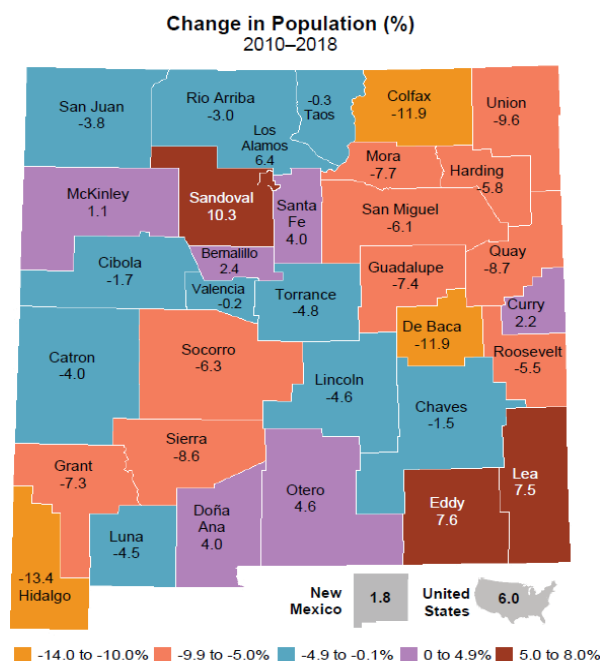 Change in Population (%)
2010–2018
San Juan
-3.8
Rio Arriba
-3.0
-0.3
Taos
Colfax
-11.9
Union
-9.6
Los
Alamos
6.4
Mora
-7.7
Harding
-5.8
McKinley
1.1
Sandoval
10.3
Santa
Fe
4.0
San Miguel
-6.1
Cibola
-1.7
Bernalillo
2.4
Guadalupe
-7.4
Quay
-8.7
Valencia
-0.2
Torrance
-4.8
Curry
2.2
De Baca
-11.9
Catron
-4.0
Socorro
-6.3
Roosevelt
-5.5
Lincoln
-4.6
Chaves
-1.5
Sierra
-8.6
Grant
-7.3
Lea
7.5
Otero
4.6
Eddy
7.6
Doña
Ana
4.0
Luna
-4.5
-13.4
Hidalgo
New
Mexico
1.8
United
States
6.0
-14.0 to -10.0%
-9.9 to -5.0%
-4.9 to -0.1%
0 to 4.9%
5.0 to 8.0%